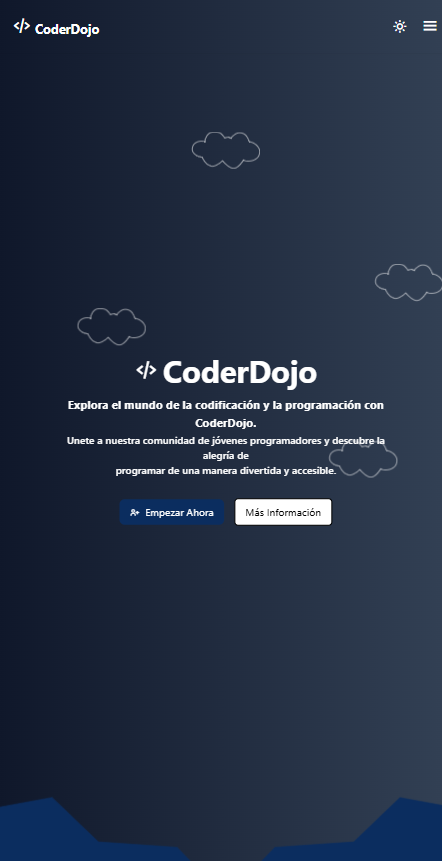 </> CoderDojo
</> CoderDojo
Explora el mundo de la codificación y la programación con
CoderDojo.
Unete a nuestra comunidad de jóvenes programadores y descubre la
alegría de
programar de una manera divertida y accesible.
Empezar Ahora
Más Información